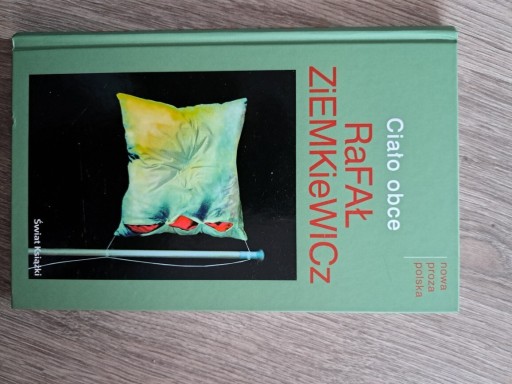 nowa
proza
polska
Ciało obce
RaFAŁ
ZiEMKieWICz
Świat Książki